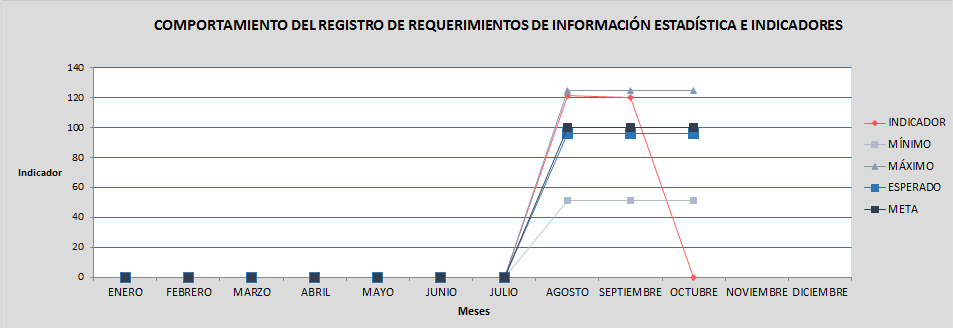 COMPORTAMIENTO DEL REGISTRO DE REQUERIMIENTOS DE INFORMACIÓN ESTADÍSTICA E INDICADORES
140
120
100
80
60
40
20
0
Indicador
ENERO FEBRERO MARZO ABRIL MAYO JUNIO JULIO AGOSTO SEPTIEMBRE OCTUBRE NOVIEMBRE DICIEMBRE
Meses
INDICADOR
MÍNIMO
MÁXIMO
ESPERADO
META